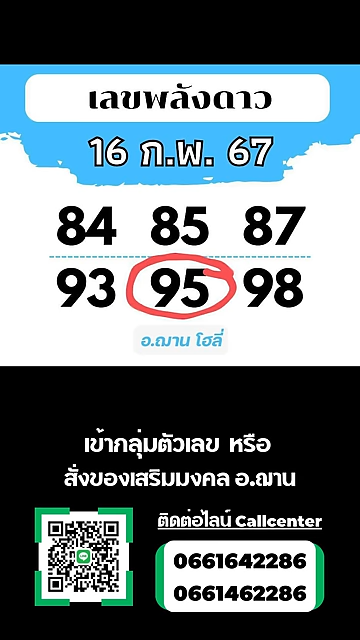 เลขพลังดาว
16 ก.พ. 67
84 85 87
93 95 98
อ.ฌาน โฮลี่
เข้ากลุ่มตัวเลข หรือ
สั่งของเสริมมงคล อ.ฌาน
ติดต่อไลน์ Callcenter
0661642286
0661462286